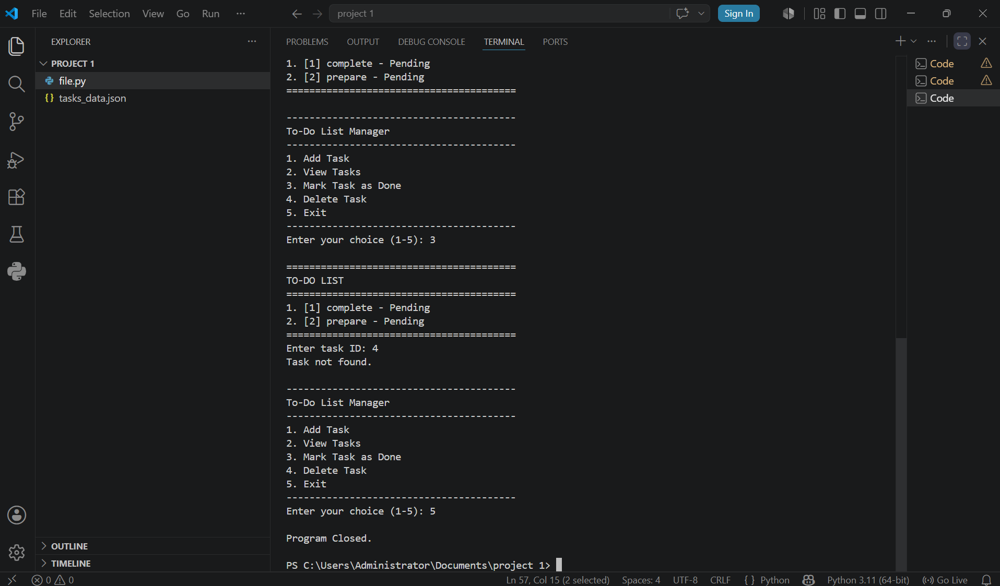 File Edit Selection View Go Run ···
project 1
Sign In
EXPLORER
PROJECT 1
file.py
{} tasks_data.json
OUTLINE
TIMELINE
PROBLEMS OUTPUT DEBUG CONSOLE TERMINAL PORTS
1. [1] complete - Pending
2. [2] prepare - Pending
========================================
----------------------------------------
To-Do List Manager
----------------------------------------
1. Add Task
2. View Tasks
3. Mark Task as Done
4. Delete Task
5. Exit
----------------------------------------
Enter your choice (1-5): 3
========================================
TO-DO LIST
========================================
1. [1] complete - Pending
2. [2] prepare - Pending
========================================
Enter task ID: 4
Task not found.
----------------------------------------
To-Do List Manager
----------------------------------------
1. Add Task
2. View Tasks
3. Mark Task as Done
4. Delete Task
5. Exit
----------------------------------------
Enter your choice (1-5): 5
Program Closed.
PS C:\Users\Administrator\Documents\project 1>
Code
Code
Code
0 0
Ln 57, Col 15 (2 selected) Spaces: 4 UTF-8 CRLF { } Python Python 3.11 (64-bit) Go Live